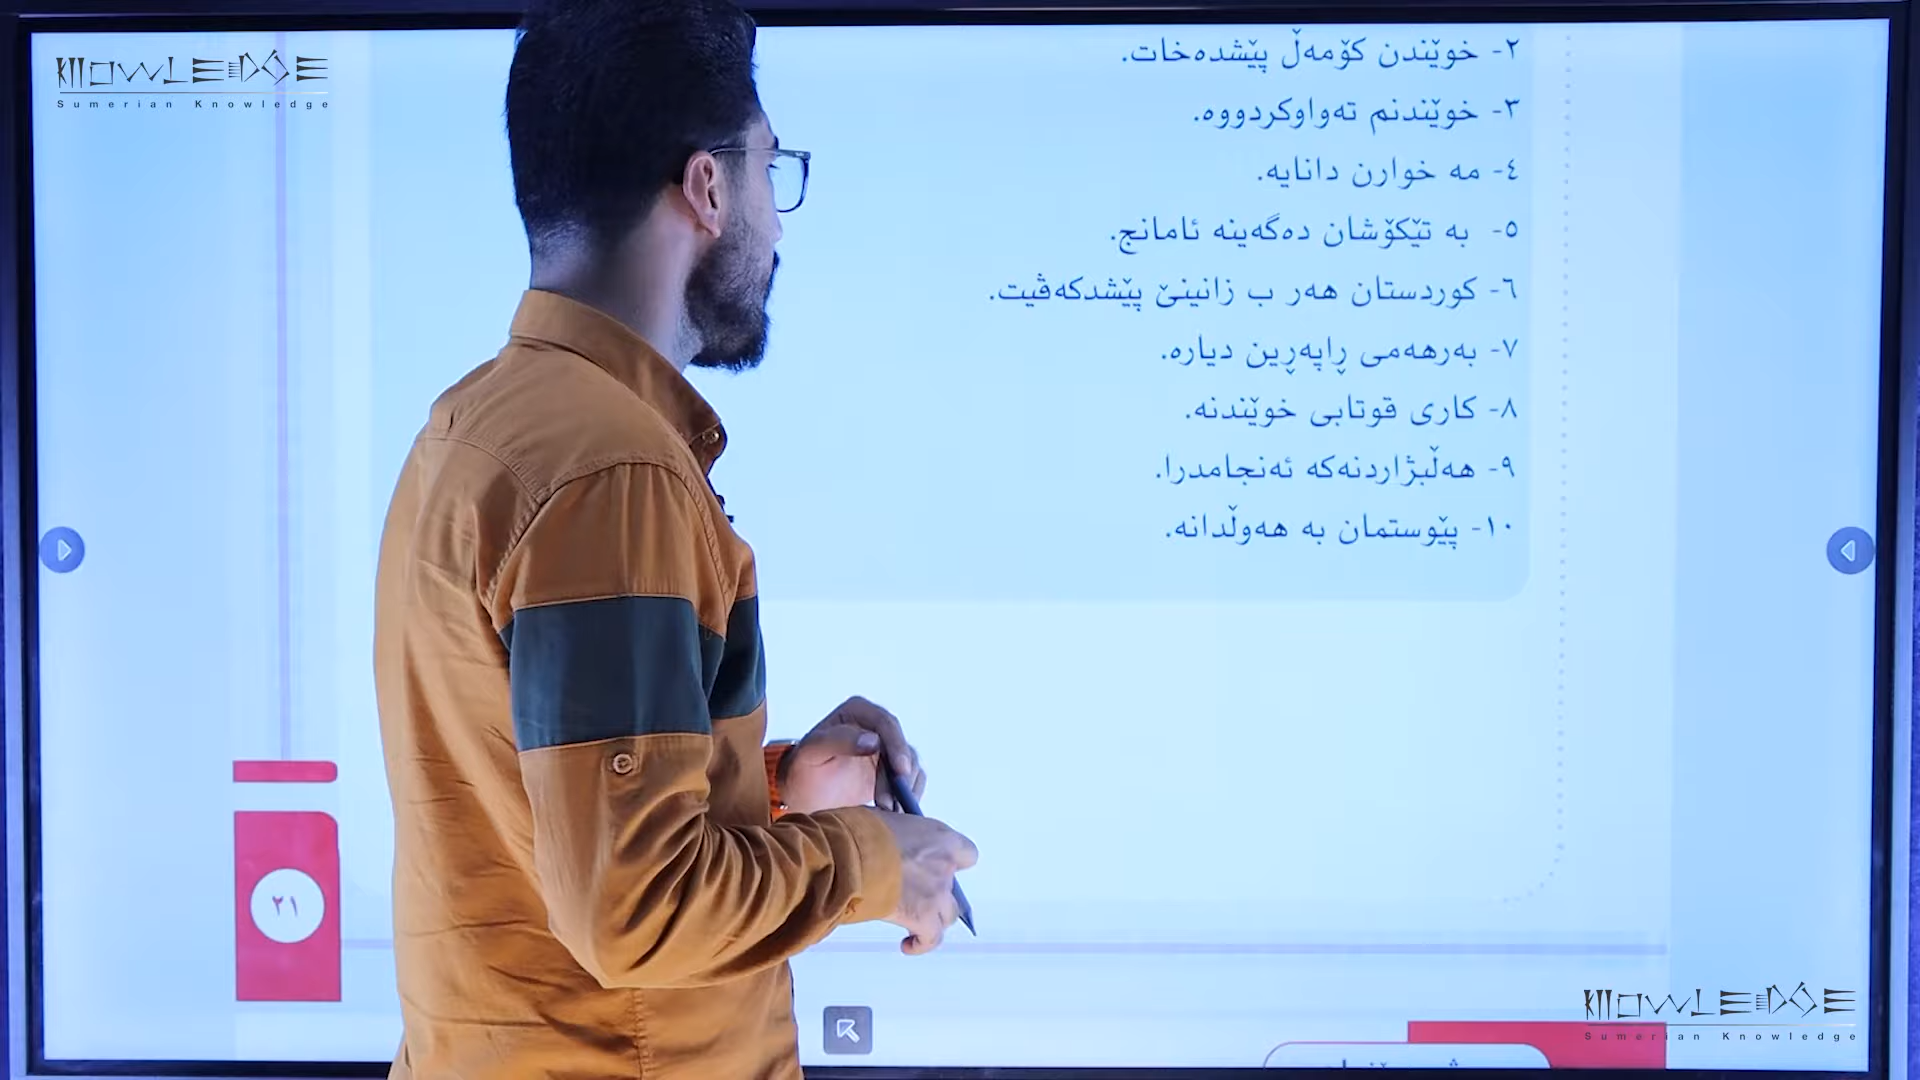 KNOWLEDGE
Sumerian Knowledge
٢- خوێندن کۆمەڵ پێشدەخات.
٣- خوێندنم تەواوکردووە.
٤- مە خوارن دانایە.
٥- بە تێکۆشان دەگەینە ئامانج.
٦- کوردستان هەر ب زانینێ پێشدکەڤیت.
٧- بەرهەمی ڕاپەڕین دیارە.
٨- کاری قوتابی خوێندنە.
٩- هەڵبژاردنەکە ئەنجامدرا.
١٠- پێوستمان بە هەوڵدانە.
٢١
KNOWLEDGE
Sumerian Knowledge